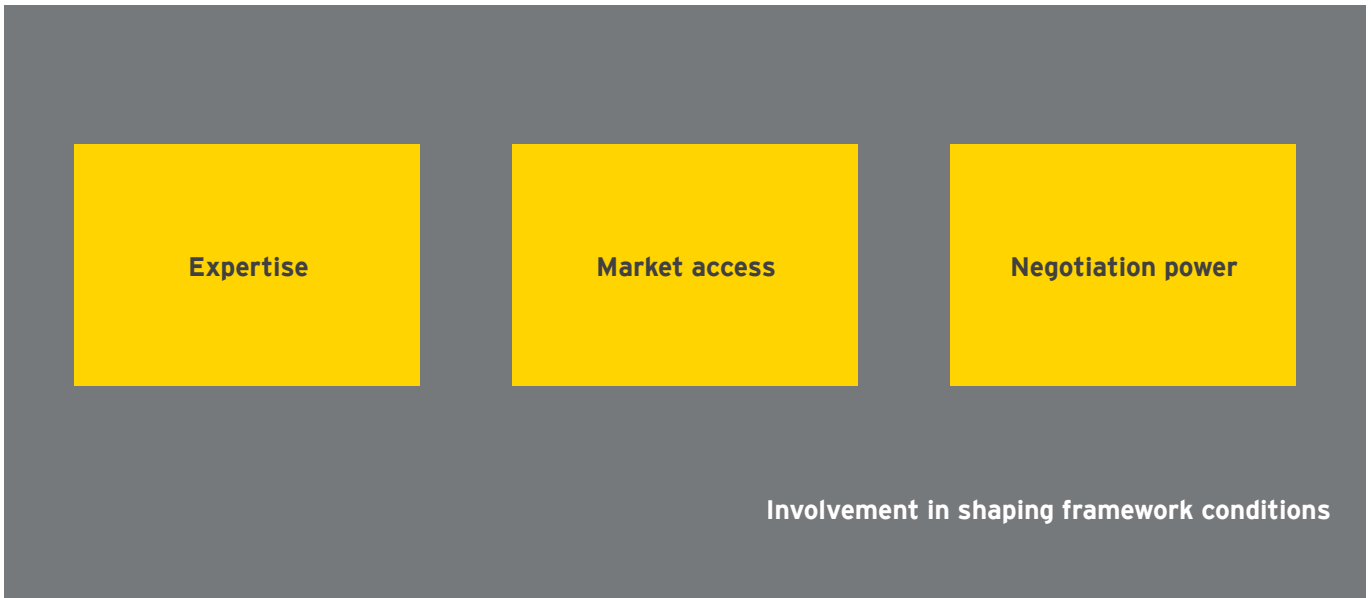 Expertise
Market access
Negotiation power
Involvement in shaping framework conditions